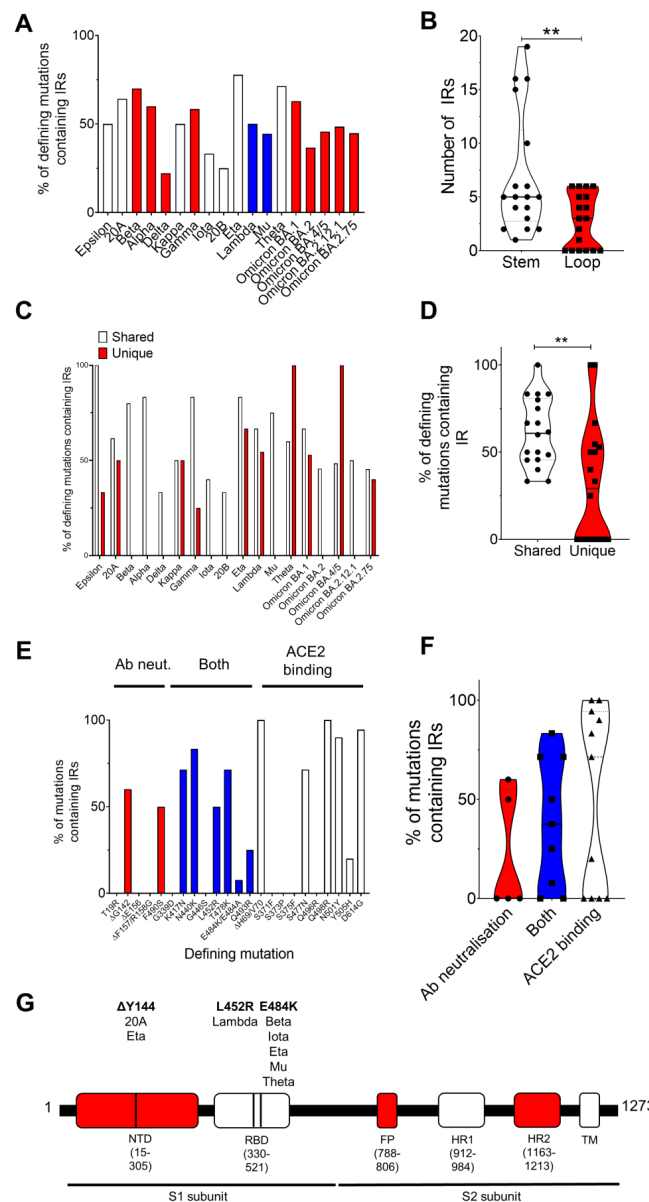 A
% of defining mutations
containing IRs
100
50
0
Epsilon
20A
Beta
Alpha
Delta
Kappa
Gamma
Iota
20B
Eta
Lambda
Mu
Theta
Omicron BA.1
Omicron BA.2
Omicron BA.4/5
Omicron BA.2.12.1
Omicron BA.2.75
B
**
Number of IRs
20
15
10
5
0
Stem
Loop
C
Shared
Unique
% of defining mutations containing IRs
100
50
0
Epsilon
20A
Beta
Alpha
Delta
Kappa
Gamma
Iota
20B
Eta
Lambda
Mu
Theta
Omicron BA.1
Omicron BA.2
Omicron BA.4/5
Omicron BA.2.12.1
Omicron BA.2.75
D
**
% of defining
mutations containing
IR
100
50
0
Shared
Unique
E
Ab neut.
Both
ACE2
binding
% of mutations
containing IRs
100
50
0
T19R
ΔG142
ΔE156
ΔF157/R158G
F490S
G339D
K417N
N440K
G446S
L452R
T478K
E484K/E484A
Q493R
ΔH69/V70
S371F
S373P
S375F
S477N
Q496R
Q498R
N501Y
Y505H
D614G
Defining mutation
F
% of mutations
containing IRs
100
50
0
Ab neutralisation
Both
ACE2 binding
G
ΔY144
20A
Eta
L452R
Lambda
E484K
Beta
Iota
Eta
Mu
Theta
1
1273
NTD
(15-
305)
RBD
(330-
521)
FP
(788-
806)
HR1
(912-
984)
HR2
(1163-
1213)
TM
S1 subunit
S2 subunit